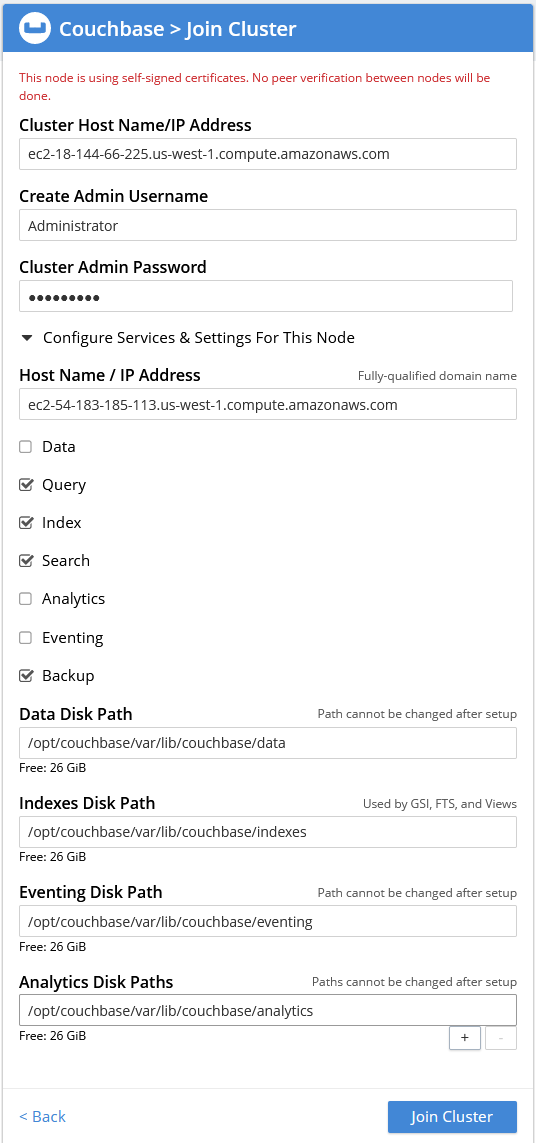 Couchbase > Join Cluster
This node is using self-signed certificates. No peer verification between nodes will be
done.
Cluster Host Name/IP Address
ec2-18-144-66-225.us-west-1.compute.amazonaws.com
Create Admin Username
Administrator
Cluster Admin Password
•••••••••
Configure Services & Settings For This Node
Host Name / IP Address Fully-qualified domain name
ec2-54-183-185-113.us-west-1.compute.amazonaws.com
Data
Query
Index
Search
Analytics
Eventing
Backup
Data Disk Path Path cannot be changed after setup
/opt/couchbase/var/lib/couchbase/data
Free: 26 GiB
Indexes Disk Path Used by GSI, FTS, and Views
/opt/couchbase/var/lib/couchbase/indexes
Free: 26 GiB
Eventing Disk Path Path cannot be changed after setup
/opt/couchbase/var/lib/couchbase/eventing
Free: 26 GiB
Analytics Disk Paths Paths cannot be changed after setup
/opt/couchbase/var/lib/couchbase/analytics
Free: 26 GiB + -
< Back Join Cluster